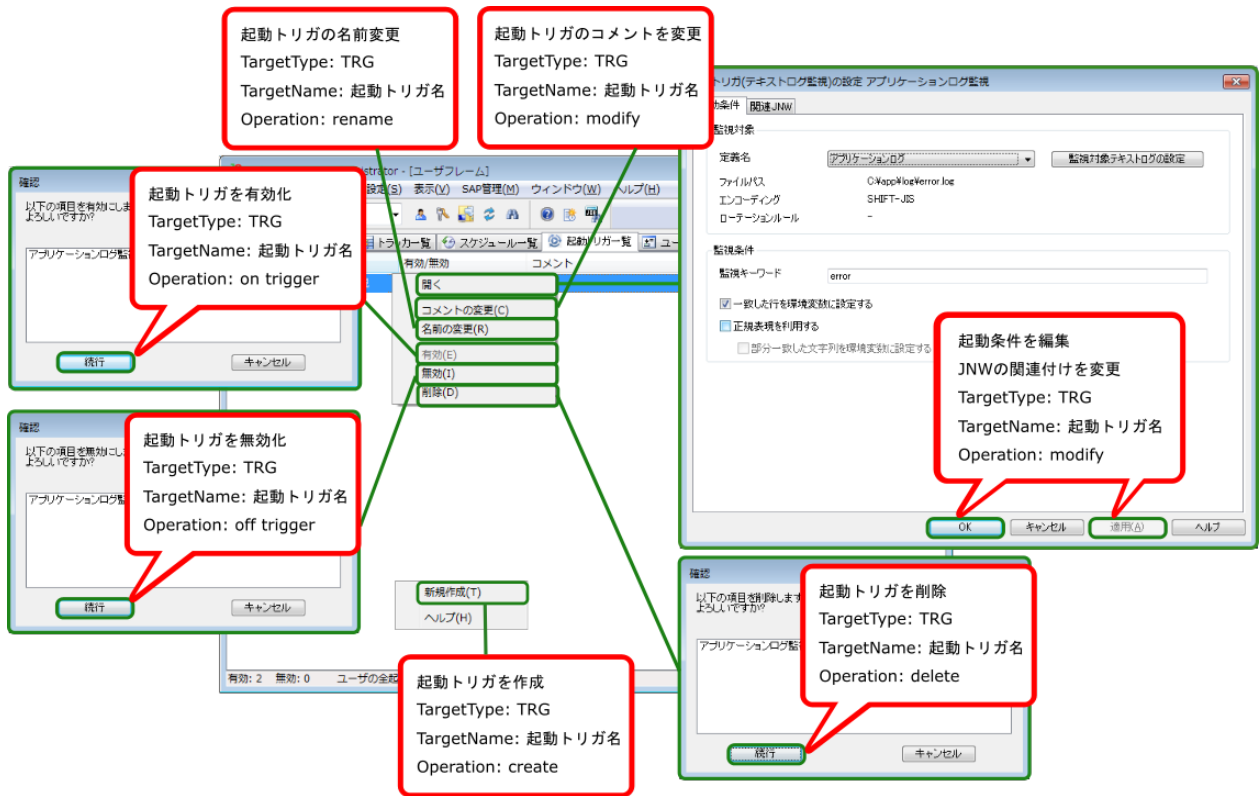 起動トリガの名前変更
TargetType: TRG
TargetName: 起動トリガ名
Operation: rename
起動トリガのコメントを変更
TargetType: TRG
TargetName: 起動トリガ名
Operation: modify
トリガ(テキストログ監視)の設定 アプリケーションログ監視
動条件 関連JNW
監視対象
定義名 アプリケーションログ 監視対象テキストログの設定
ファイルパス C:¥app¥log¥error.log
エンコーディング SHIFT-JIS
ローテーションルール -
監視条件
監視キーワード error
一致した行を環境変数に設定する
正規表現を利用する
部分一致した文字列を環境変数に設定する
起動条件を編集
JNWの関連付けを変更
TargetType: TRG
TargetName: 起動トリガ名
Operation: modify
OK キャンセル 適用(A) ヘルプ
strator - [ユーザフレーム]
設定(S) 表示(V) SAP管理(M) ウィンドウ(W) ヘルプ(H)
トラッカ一覧 スケジュール一覧 起動トリガ一覧 ユー
有効/無効 コメント
開く
コメントの変更(C)
名前の変更(R)
有効(E)
無効(I)
削除(D)
新規作成(T)
ヘルプ(H)
有効: 2 無効: 0 ユーザの全起
確認
以下の項目を有効にしま
よろしいですか?
アプリケーションログ監
続行 キャンセル
起動トリガを有効化
TargetType: TRG
TargetName: 起動トリガ名
Operation: on trigger
確認
以下の項目を無効にしま
よろしいですか?
アプリケーションログ監
続行 キャンセル
起動トリガを無効化
TargetType: TRG
TargetName: 起動トリガ名
Operation: off trigger
起動トリガを作成
TargetType: TRG
TargetName: 起動トリガ名
Operation: create
確認
以下の項目を削除します
よろしいですか?
アプリケーションログ監
続行 キャンセル
起動トリガを削除
TargetType: TRG
TargetName: 起動トリガ名
Operation: delete